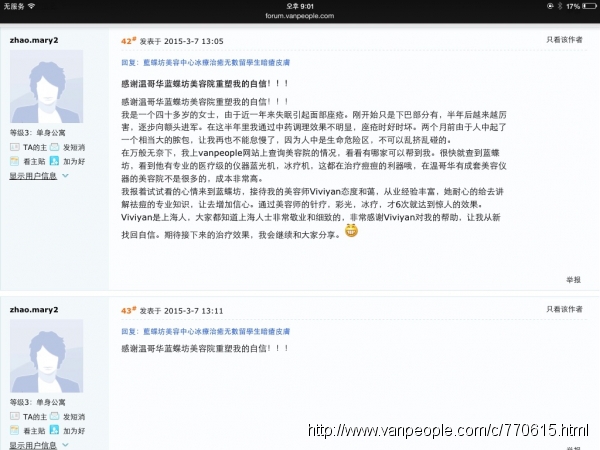 无服务 오후 9:01 17%
forum.vanpeople.com
zhao.mary2
42# 发表于 2015-3-7 13:05 只看该作者
回复：藍蝶坊美容中心冰療治癒无數留學生暗瘡皮膚
感谢温哥华蓝蝶坊美容院重塑我的自信！！！
感谢温哥华蓝蝶坊美容院重塑我的自信！！！
我是一个四十多岁的女士，由于近一年来失眠引起面部座疮。刚开始只是下巴部分有，半年后越来越厉
害，逐步向额头进军。在这半年里我通过中药调理效果不明显，座疮时好时坏。两个月前由于人中起了
一个相当大的脓包，让我再也不能怠慢了，因为人中是生命危险区，不可以乱挤乱碰的。
在万般无奈下，我上vanpeople网站上查询美容院的情况，看看有哪家可以帮到我。很快就查到蓝蝶
坊，看到他有专业的医疗级的仪器蓝光机，冰疗机，这都在治疗痘痘的利器哦，在温哥华有成套美容仪
器的美容院不是很多的，成本非常高。
我报着试试看的心情来到蓝蝶坊，接待我的美容师Viviyan态度和蔼，从业经验丰富，她耐心的给去讲
解祛痘的专业知识，让去增加信心。通过美容师的针疗，彩光，冰疗，才6次就达到惊人的效果。
Viviyan是上海人，大家都知道上海人士非常敬业和细致的，非常感谢Viviyan对我的帮助，让我从新
找回自信。期待接下来的治疗效果，我会继续和大家分享。
等级3：单身公寓
TA的主 发短消
看主贴 加为好
显示用户信息
举报
zhao.mary2
43# 发表于 2015-3-7 13:11 只看该作者
回复：藍蝶坊美容中心冰療治癒无數留學生暗瘡皮膚
感谢温哥华蓝蝶坊美容院重塑我的自信！！！
等级3：单身公寓
TA的主 发短消
看主贴 加为好
显示用户信息
http://www.vanpeople.com/c/770615.html